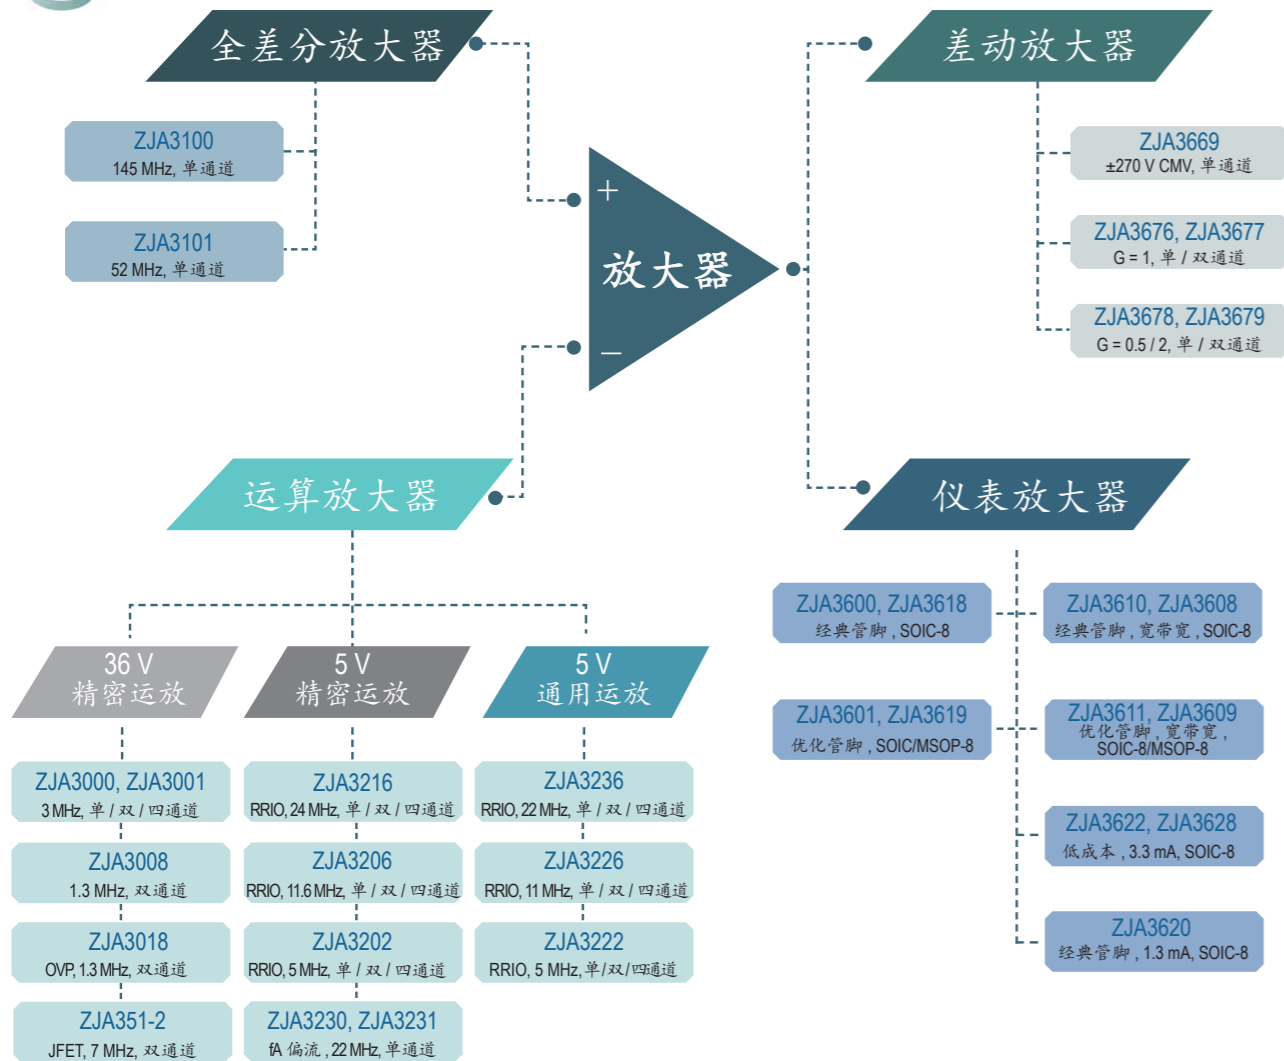 全差分放大器
ZJA3100
145 MHz, 单通道
ZJA3101
52 MHz, 单通道
+
放大器
−
差动放大器
ZJA3669
±270 V CMV, 单通道
ZJA3676, ZJA3677
G = 1, 单 / 双通道
ZJA3678, ZJA3679
G = 0.5 / 2, 单 / 双通道
运算放大器
36 V
精密运放
ZJA3000, ZJA3001
3 MHz, 单 / 双 / 四通道
ZJA3008
1.3 MHz, 双通道
ZJA3018
OVP, 1.3 MHz, 双通道
ZJA351-2
JFET, 7 MHz, 双通道
5 V
精密运放
ZJA3216
RRIO, 24 MHz, 单 / 双 / 四通道
ZJA3206
RRIO, 11.6 MHz, 单 / 双 / 四通道
ZJA3202
RRIO, 5 MHz, 单 / 双 / 四通道
ZJA3230, ZJA3231
fA 偏流 , 22 MHz, 单通道
5 V
通用运放
ZJA3236
RRIO, 22 MHz, 单 / 双 / 四通道
ZJA3226
RRIO, 11 MHz, 单 / 双 / 四通道
ZJA3222
RRIO, 5 MHz, 单/双/四通道
仪表放大器
ZJA3600, ZJA3618
经典管脚 , SOIC-8
ZJA3601, ZJA3619
优化管脚 , SOIC/MSOP-8
ZJA3610, ZJA3608
经典管脚 , 宽带宽 , SOIC-8
ZJA3611, ZJA3609
优化管脚 , 宽带宽 ,
SOIC-8/MSOP-8
ZJA3622, ZJA3628
低成本 , 3.3 mA, SOIC-8
ZJA3620
经典管脚 , 1.3 mA, SOIC-8